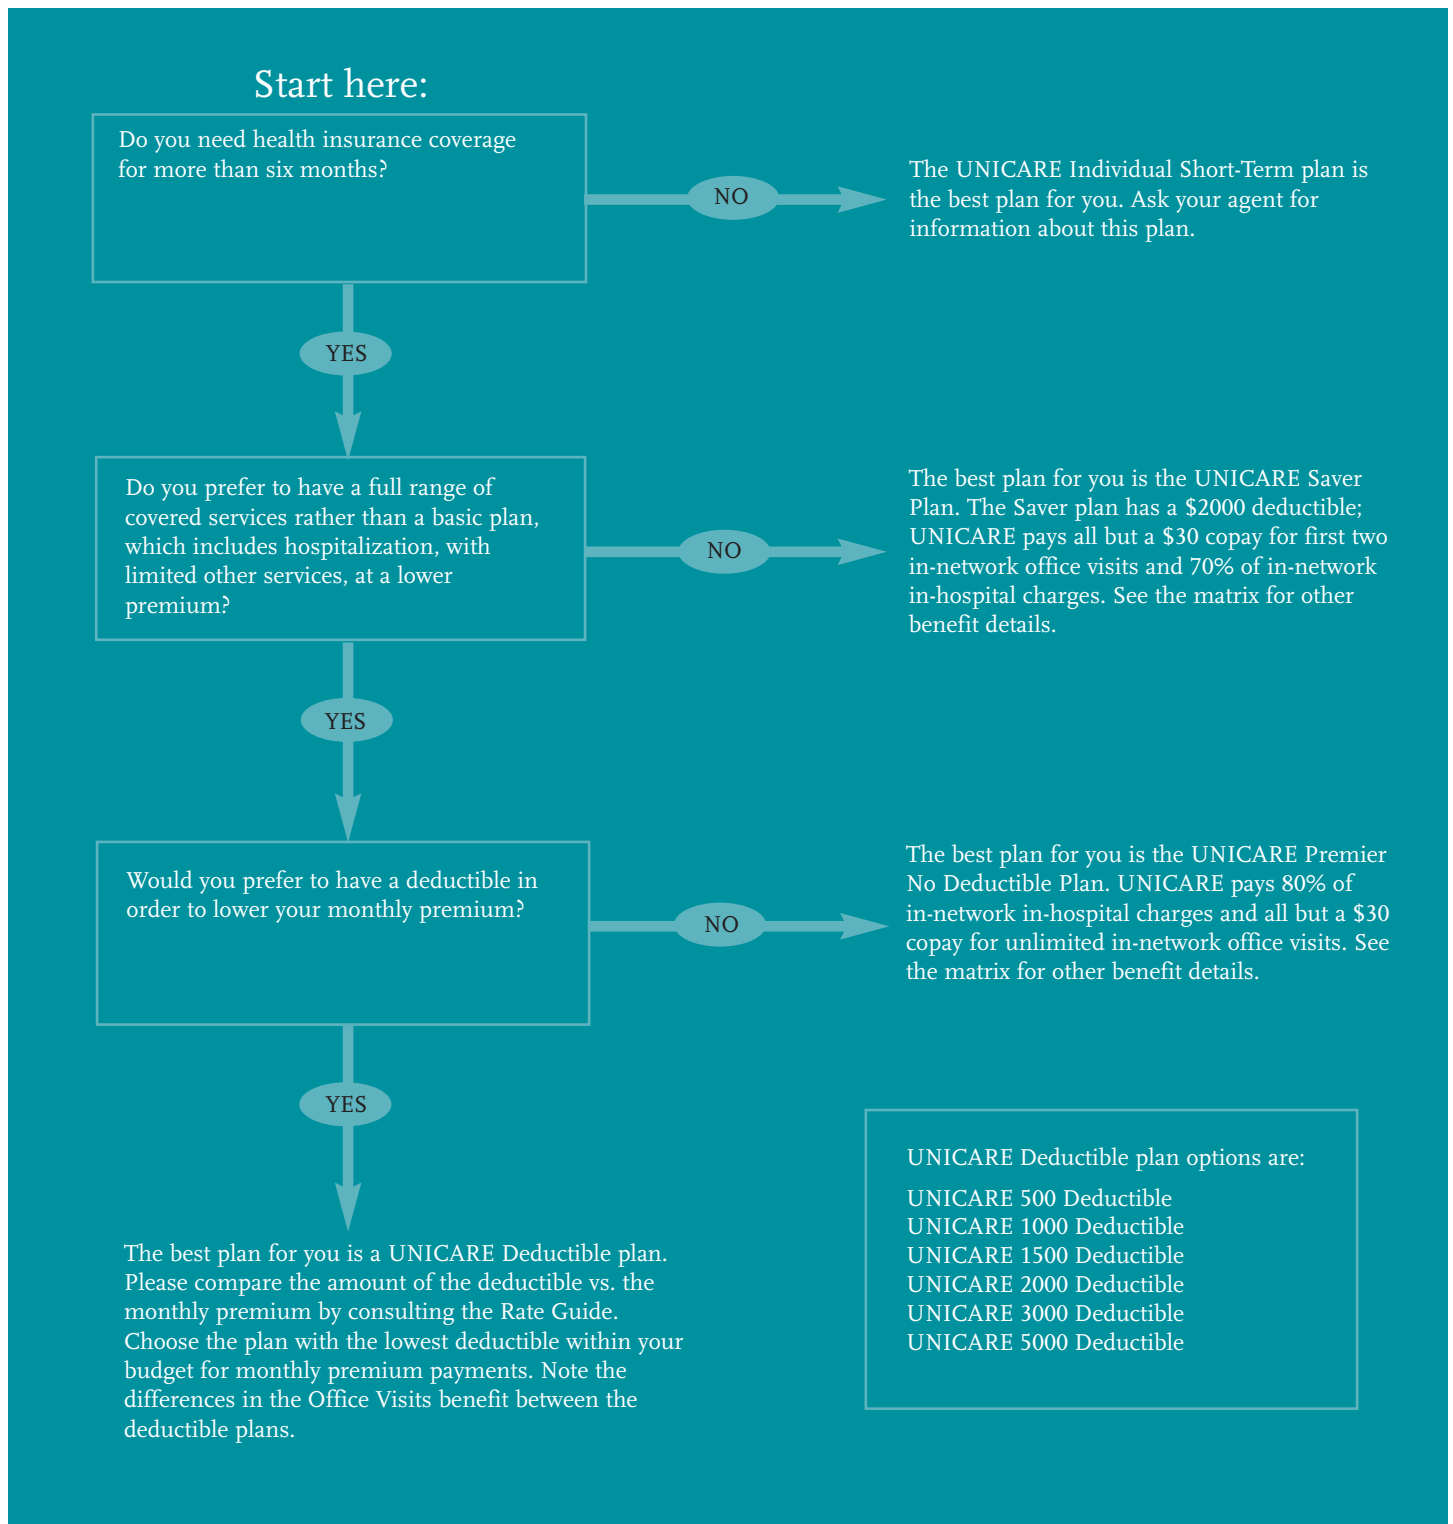 Start here:
Do you need health insurance coverage
for more than six months?
NO
The UNICARE Individual Short-Term plan is
the best plan for you. Ask your agent for
information about this plan.
YES
Do you prefer to have a full range of
covered services rather than a basic plan,
which includes hospitalization, with
limited other services, at a lower
premium?
NO
The best plan for you is the UNICARE Saver
Plan. The Saver plan has a $2000 deductible;
UNICARE pays all but a $30 copay for first two
in-network office visits and 70% of in-network
in-hospital charges. See the matrix for other
benefit details.
YES
Would you prefer to have a deductible in
order to lower your monthly premium?
NO
The best plan for you is the UNICARE Premier
No Deductible Plan. UNICARE pays 80% of
in-network in-hospital charges and all but a $30
copay for unlimited in-network office visits. See
the matrix for other benefit details.
YES
The best plan for you is a UNICARE Deductible plan.
Please compare the amount of the deductible vs. the
monthly premium by consulting the Rate Guide.
Choose the plan with the lowest deductible within your
budget for monthly premium payments. Note the
differences in the Office Visits benefit between the
deductible plans.
UNICARE Deductible plan options are:
UNICARE 500 Deductible
UNICARE 1000 Deductible
UNICARE 1500 Deductible
UNICARE 2000 Deductible
UNICARE 3000 Deductible
UNICARE 5000 Deductible